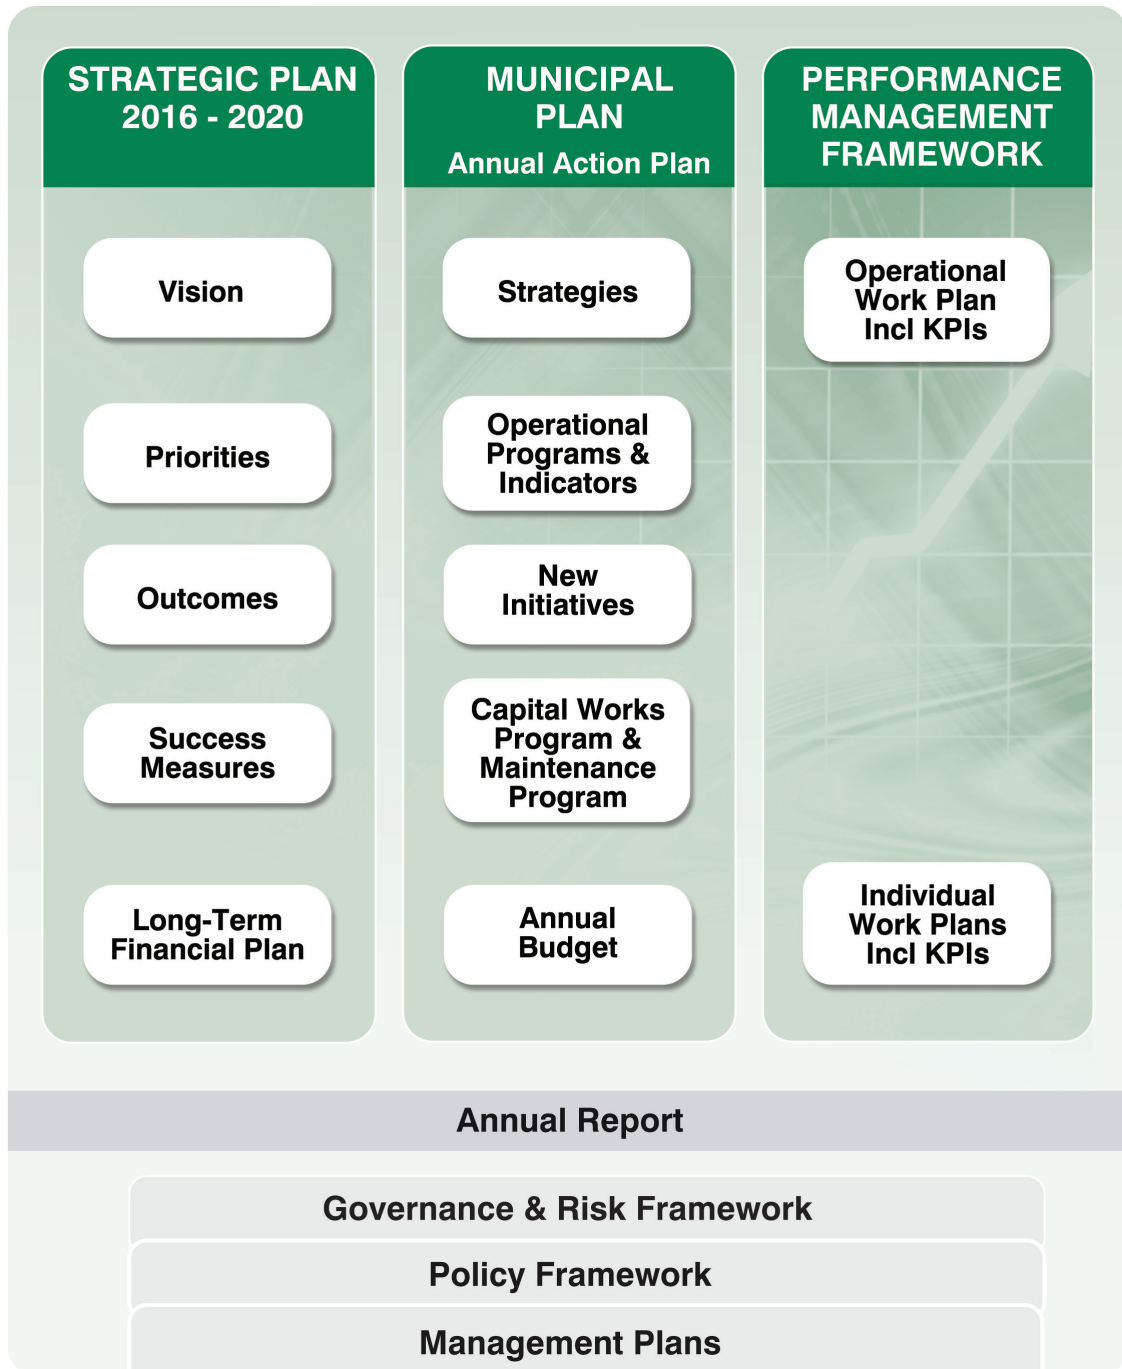 STRATEGIC PLAN
2016 - 2020
Vision
Priorities
Outcomes
Success
Measures
Long-Term
Financial Plan
MUNICIPAL
PLAN
Annual Action Plan
Strategies
Operational
Programs &
Indicators
New
Initiatives
Capital Works
Program &
Maintenance
Program
Annual
Budget
PERFORMANCE
MANAGEMENT
FRAMEWORK
Operational
Work Plan
Incl KPIs
Individual
Work Plans
Incl KPIs
Annual Report
Governance & Risk Framework
Policy Framework
Management Plans